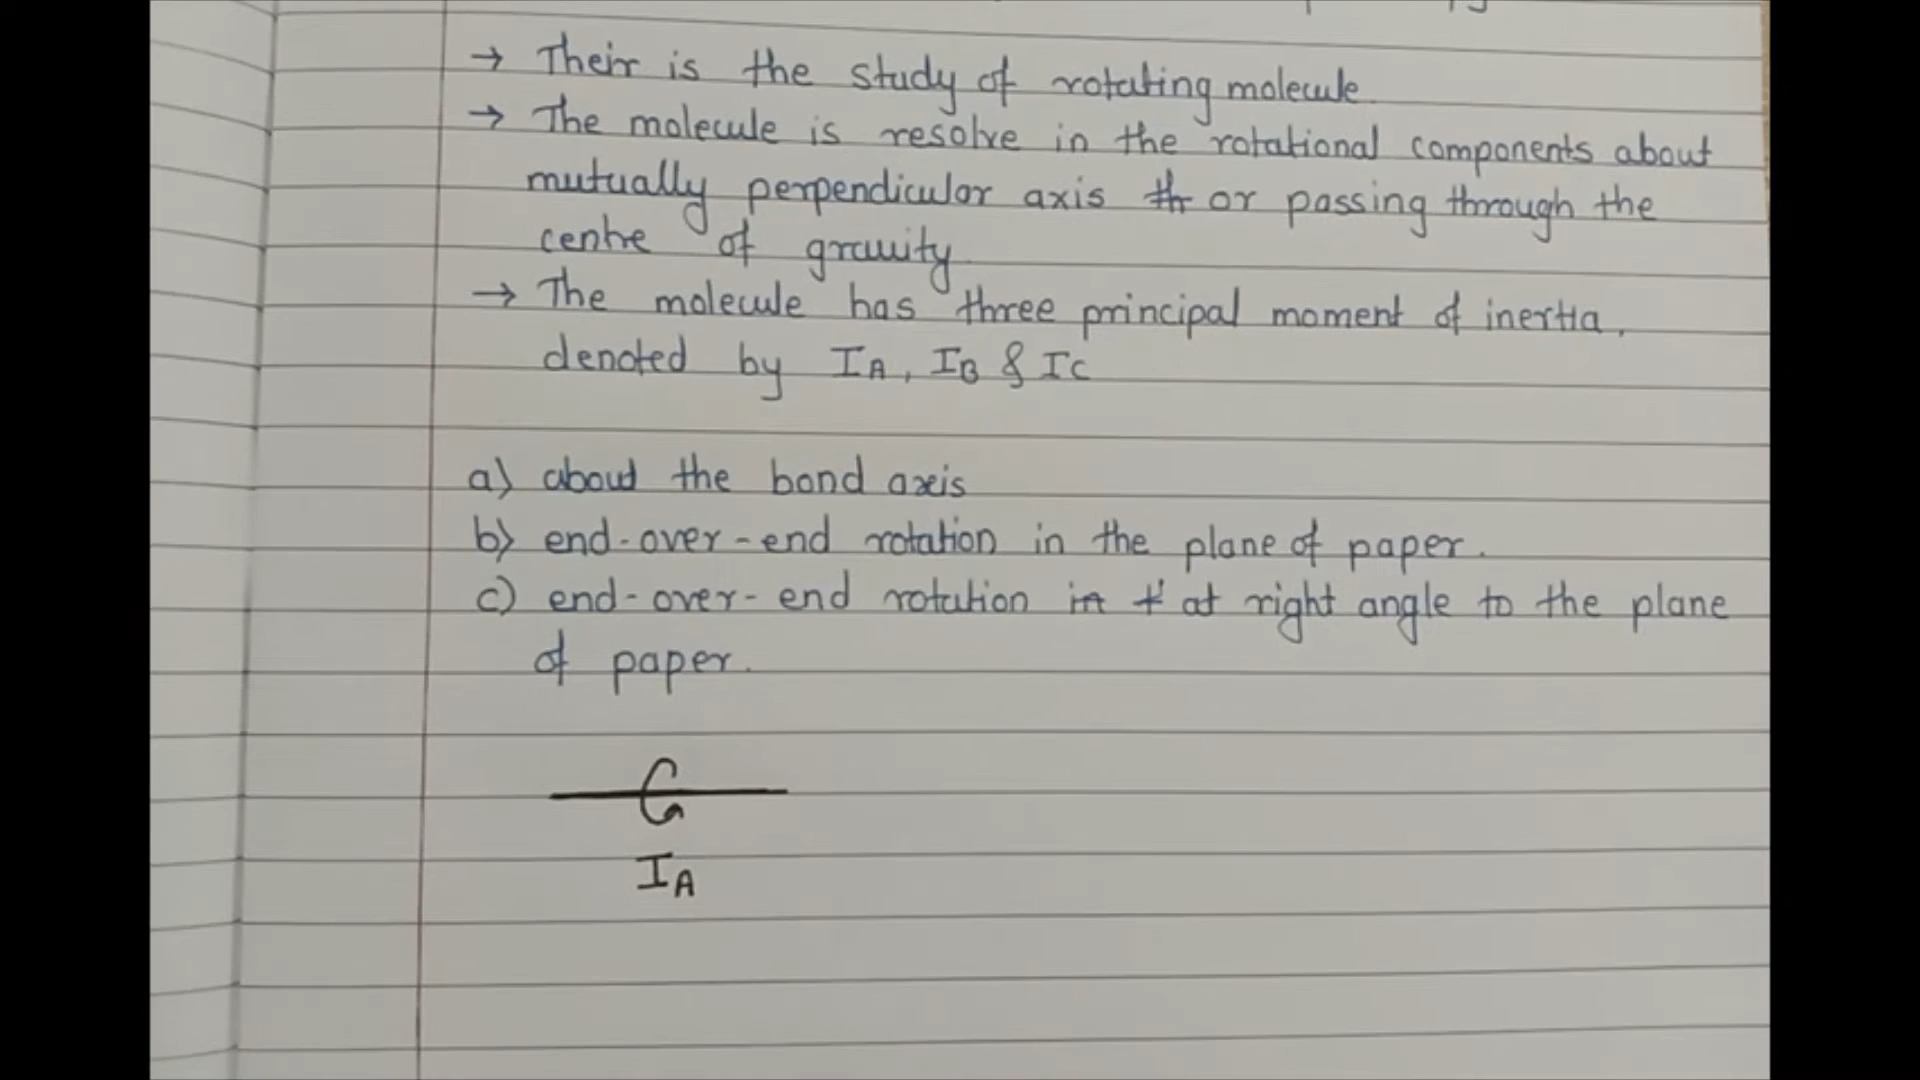 → Their is the study of rotating molecule.
→ The molecule is resolve in the rotational components about
mutually perpendicular axis or passing through the
centre of gravity.
→ The molecule has three principal moment of inertia,
denoted by IA, IB & IC
a) about the bond axis
b) end-over-end rotation in the plane of paper.
c) end-over-end rotation at right angle to the plane
of paper.
IA